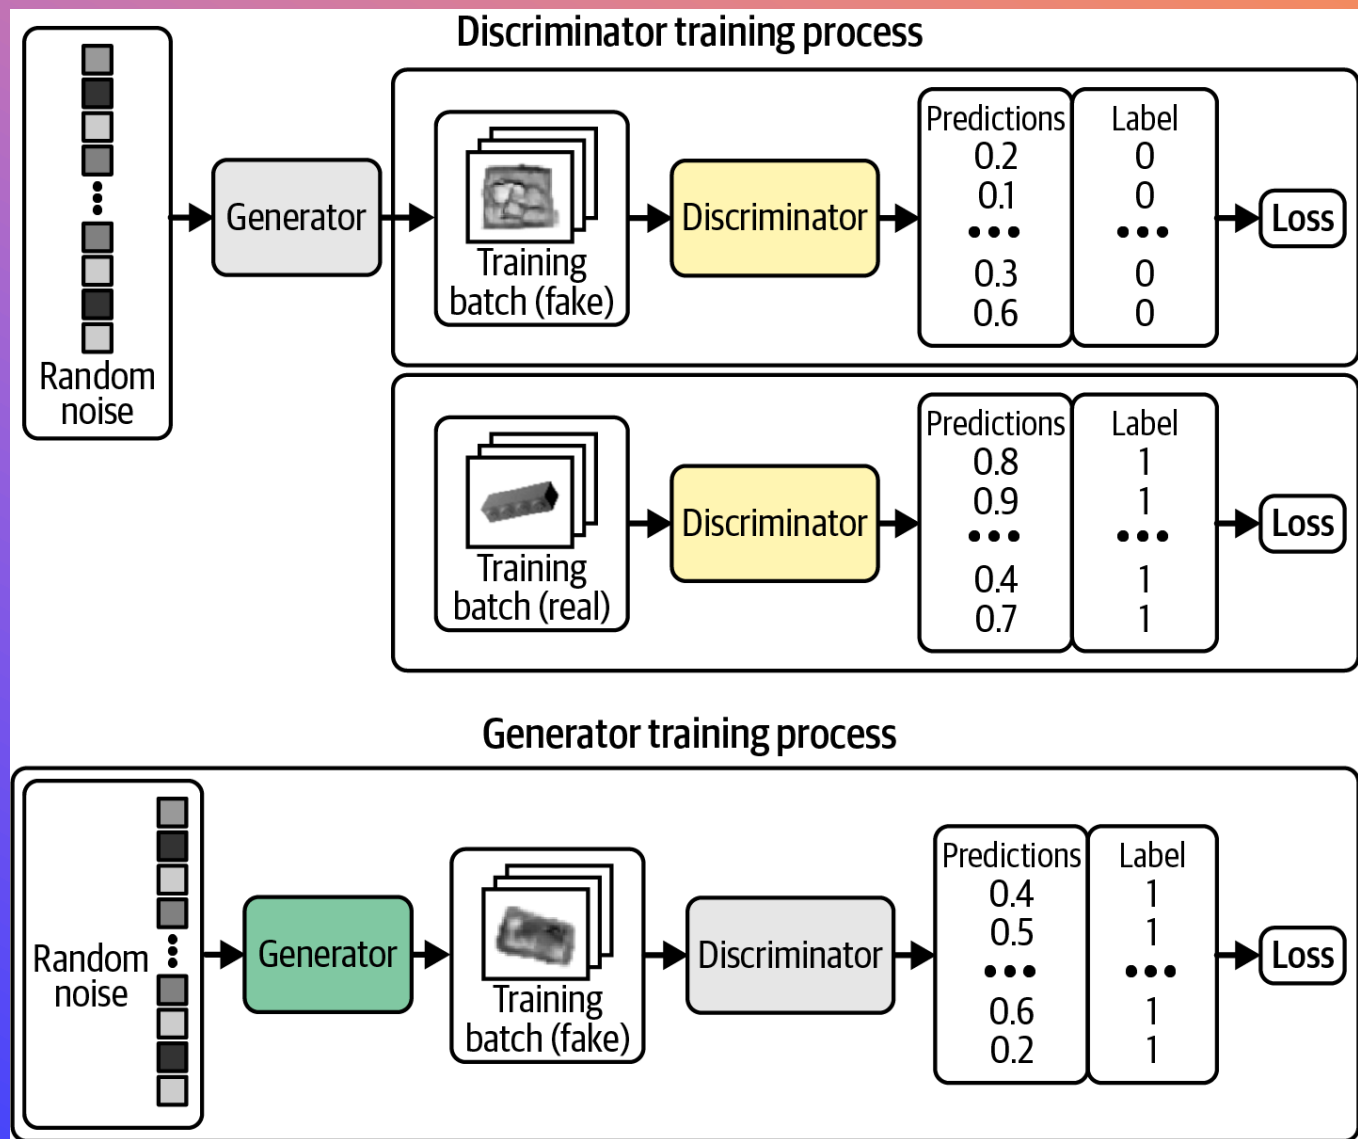 Discriminator training process
Random
noise
Generator
Training
batch (fake)
Discriminator
Predictions Label
0.2 0
0.1 0
••• •••
0.3 0
0.6 0
Loss
Training
batch (real)
Discriminator
Predictions Label
0.8 1
0.9 1
••• •••
0.4 1
0.7 1
Loss
Generator training process
Random
noise
Generator
Training
batch (fake)
Discriminator
Predictions Label
0.4 1
0.5 1
••• •••
0.6 1
0.2 1
Loss